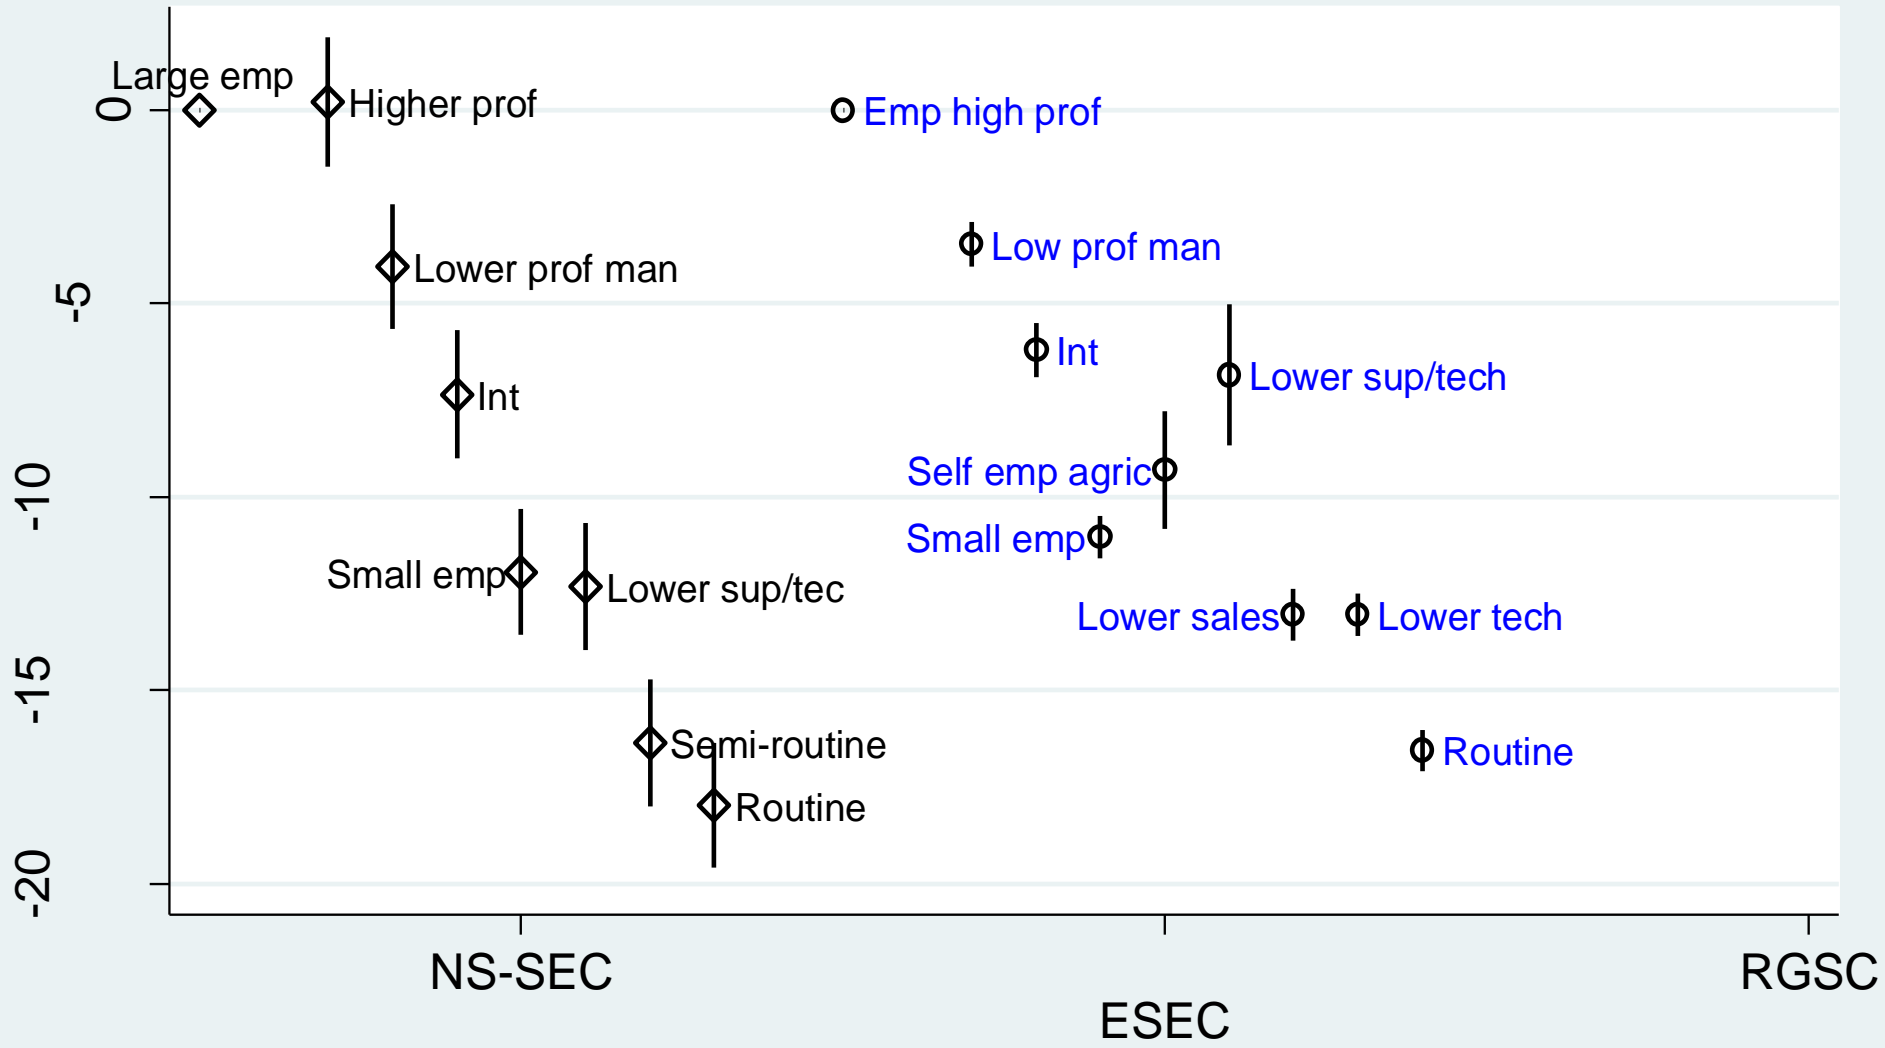 Large emp
0
Higher prof
Emp high prof
Low prof man
Lower prof man
-5
Int
Lower sup/tech
Int
Self emp agric
-10
Small emp
Small emp
Lower sup/tec
Lower sales
Lower tech
-15
Semi-routine
Routine
Routine
-20
NS-SEC
RGSC
ESEC